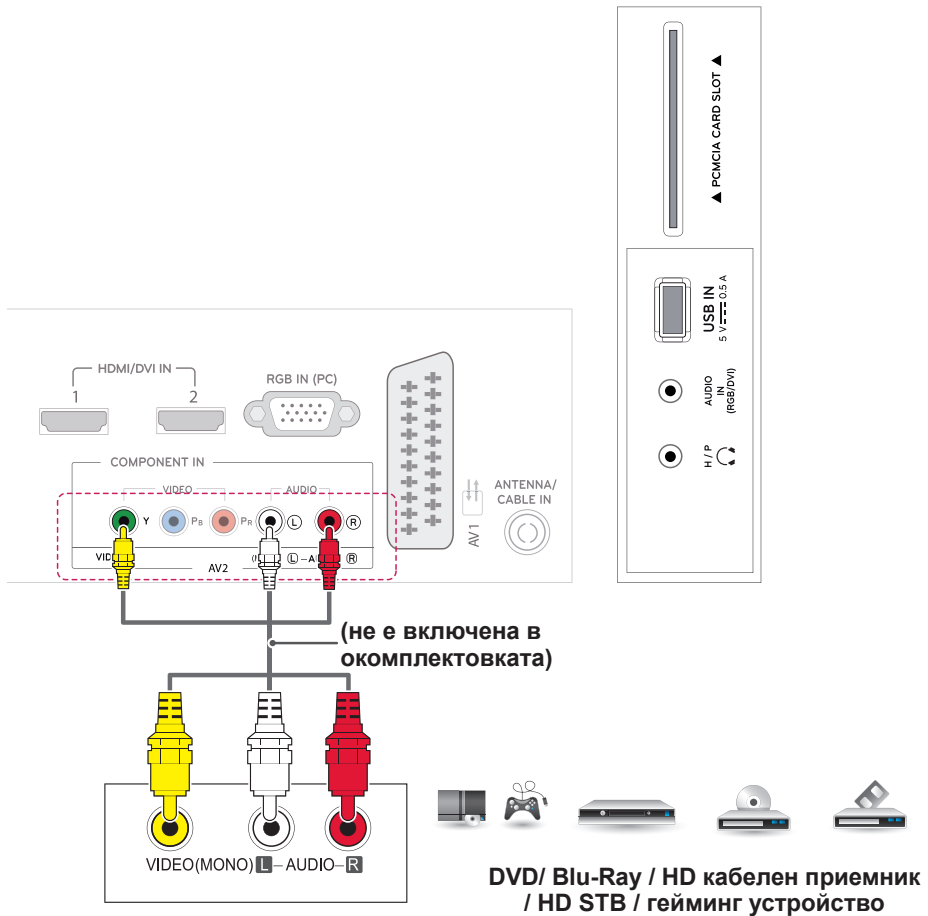 ▲ PCMCIA CARD SLOT ▲
USB IN
5 V 0.5 A
AUDIO
IN
(RGB/DVI)
H / P
HDMI/DVI IN
1 2
RGB IN (PC)
COMPONENT IN
VIDEO AUDIO
Y PB PR L R
L AUDIO R
AV2
AV1
ANTENNA/
CABLE IN
(не е включена в
окомплектовката)
VIDEO(MONO) L – AUDIO– R
DVD/ Blu-Ray / HD кабелен приемник
/ HD STB / гейминг устройство